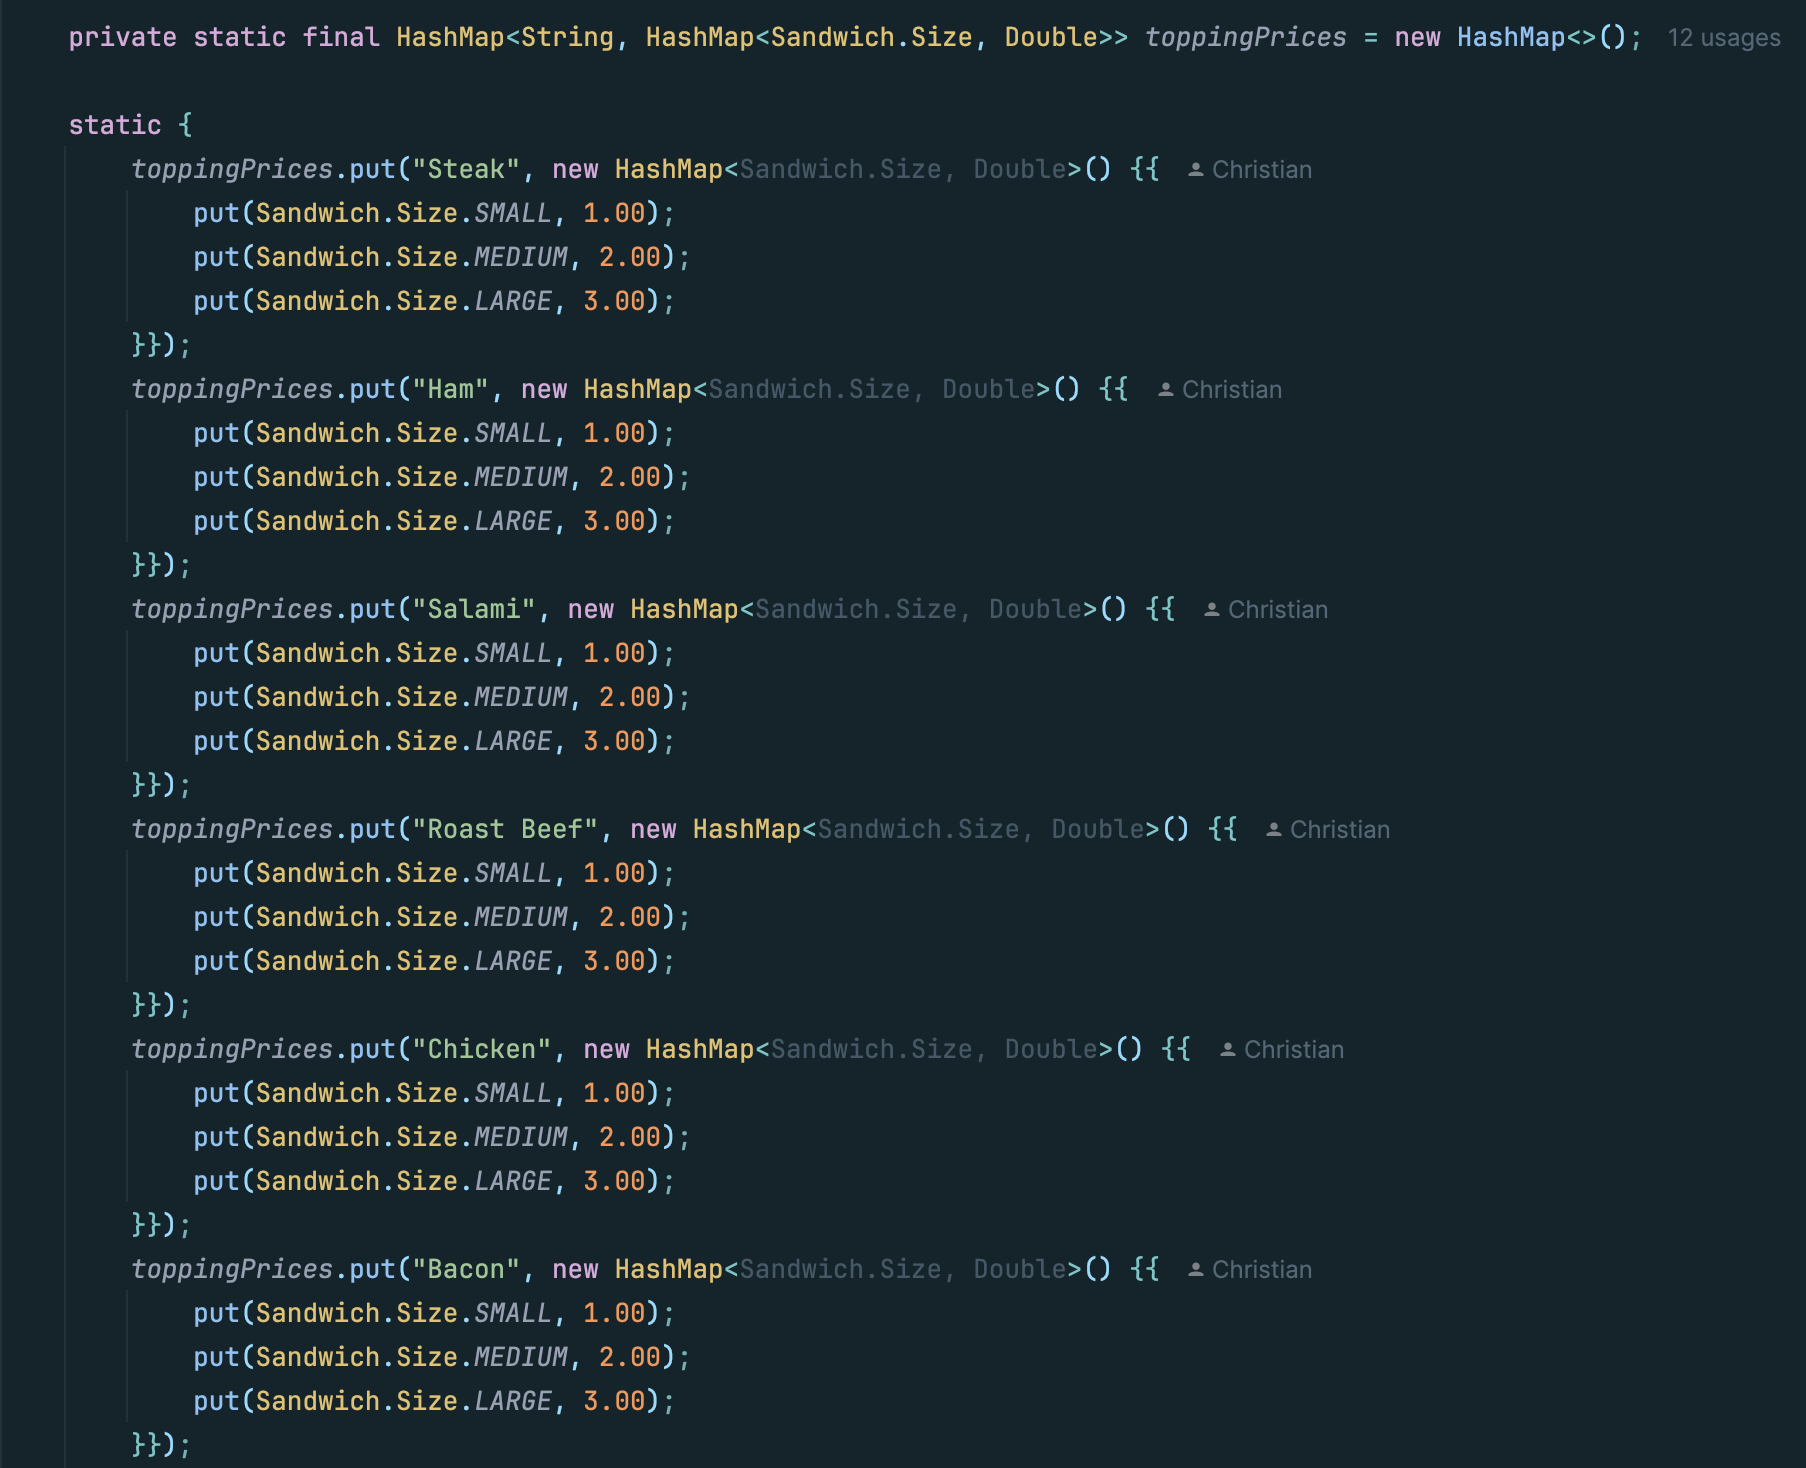 private static final HashMap<String, HashMap<Sandwich.Size, Double>> toppingPrices = new HashMap<>(); 12 usages
static {
toppingPrices.put("Steak", new HashMap<Sandwich.Size, Double>() {{ Christian
put(Sandwich.Size.SMALL, 1.00);
put(Sandwich.Size.MEDIUM, 2.00);
put(Sandwich.Size.LARGE, 3.00);
}});
toppingPrices.put("Ham", new HashMap<Sandwich.Size, Double>() {{ Christian
put(Sandwich.Size.SMALL, 1.00);
put(Sandwich.Size.MEDIUM, 2.00);
put(Sandwich.Size.LARGE, 3.00);
}});
toppingPrices.put("Salami", new HashMap<Sandwich.Size, Double>() {{ Christian
put(Sandwich.Size.SMALL, 1.00);
put(Sandwich.Size.MEDIUM, 2.00);
put(Sandwich.Size.LARGE, 3.00);
}});
toppingPrices.put("Roast Beef", new HashMap<Sandwich.Size, Double>() {{ Christian
put(Sandwich.Size.SMALL, 1.00);
put(Sandwich.Size.MEDIUM, 2.00);
put(Sandwich.Size.LARGE, 3.00);
}});
toppingPrices.put("Chicken", new HashMap<Sandwich.Size, Double>() {{ Christian
put(Sandwich.Size.SMALL, 1.00);
put(Sandwich.Size.MEDIUM, 2.00);
put(Sandwich.Size.LARGE, 3.00);
}});
toppingPrices.put("Bacon", new HashMap<Sandwich.Size, Double>() {{ Christian
put(Sandwich.Size.SMALL, 1.00);
put(Sandwich.Size.MEDIUM, 2.00);
put(Sandwich.Size.LARGE, 3.00);
}});